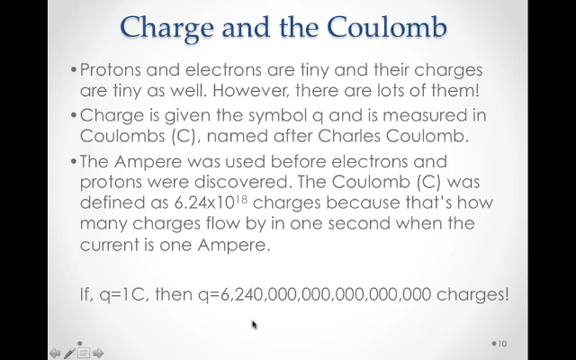 Charge and the Coulomb
•Protons and electrons are tiny and their charges
are tiny as well. However, there are lots of them!
•Charge is given the symbol q and is measured in
Coulombs (C), named after Charles Coulomb.
•The Ampere was used before electrons and
protons were discovered. The Coulomb (C) was
defined as 6.24x10¹⁸ charges because that's how
many charges flow by in one second when the
current is one Ampere.
If, q=1C, then q=6,240,000,000,000,000,000 charges!
•10